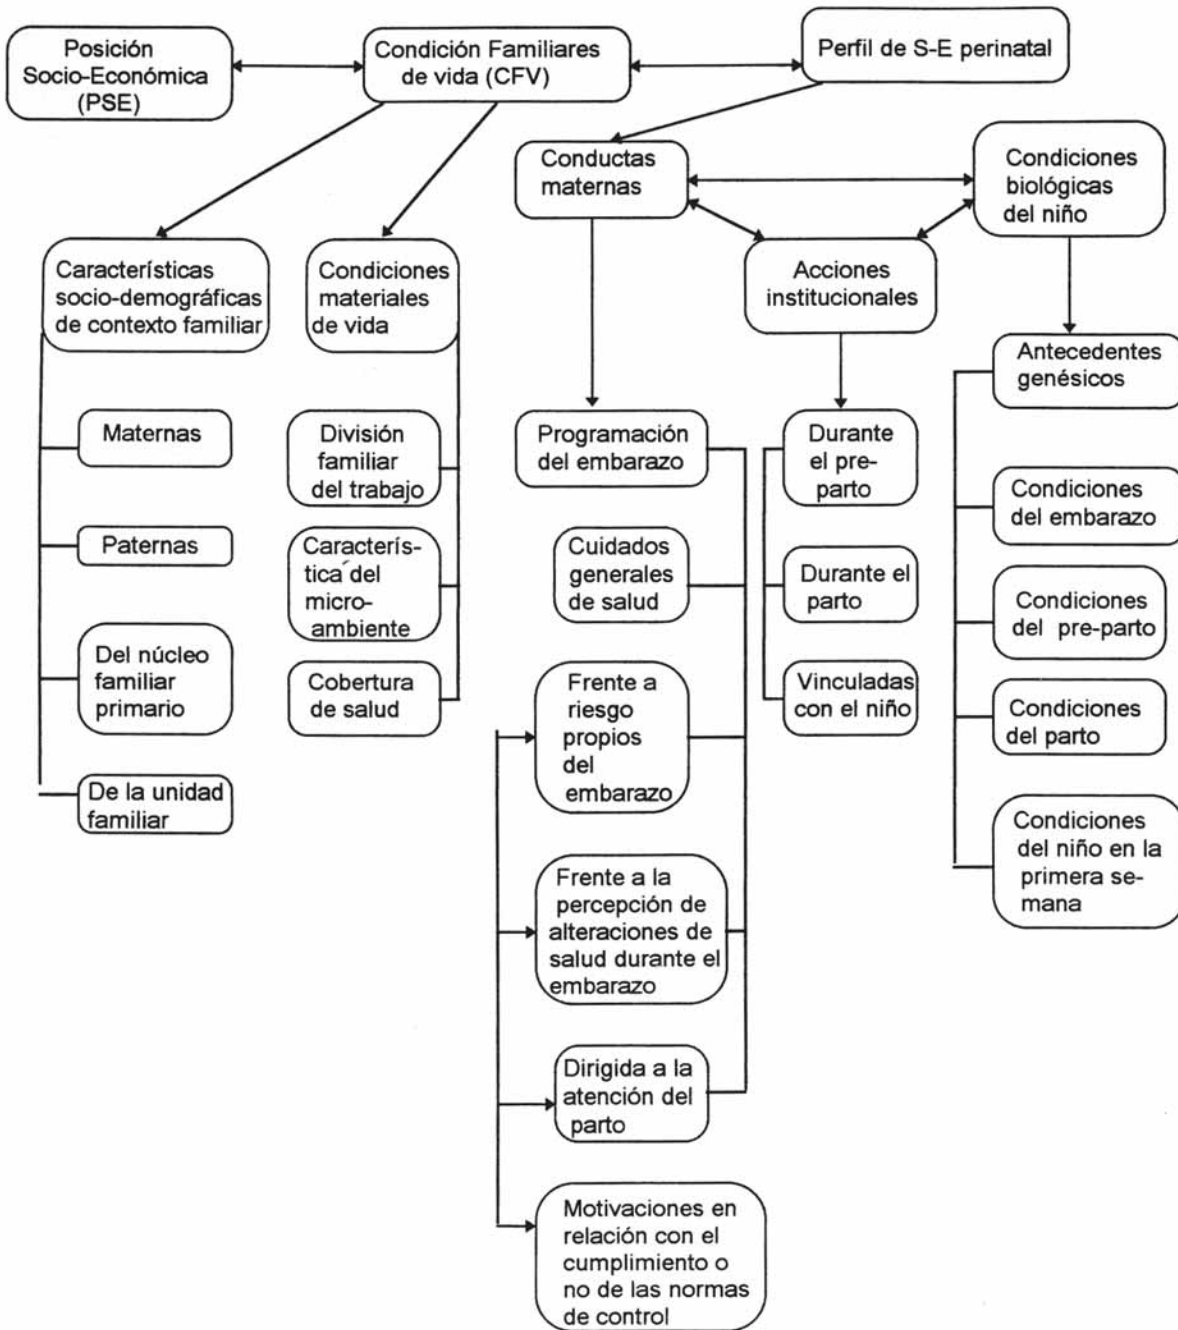 Posición
Socio-Económica
(PSE)
Condición Familiares
de vida (CFV)
Perfil de S-E perinatal
Conductas
maternas
Condiciones
biológicas
del niño
Acciones
institucionales
Características
socio-demográficas
de contexto familiar
Condiciones
materiales
de vida
Maternas
Paternas
Del núcleo
familiar
primario
De la unidad
familiar
División
familiar
del trabajo
Caracterís-
tica del
micro-
ambiente
Cobertura
de salud
Programación
del embarazo
Cuidados
generales
de salud
Frente a
riesgo
propios
del
embarazo
Frente a la
percepción de
alteraciones de
salud durante el
embarazo
Dirigida a la
atención del
parto
Motivaciones en
relación con el
cumplimiento o
no de las normas
de control
Durante
el pre-
parto
Durante el
parto
Vinculadas
con el niño
Antecedentes
genésicos
Condiciones
del embarazo
Condiciones
del pre-parto
Condiciones
del parto
Condiciones
del niño en la
primera se-
mana